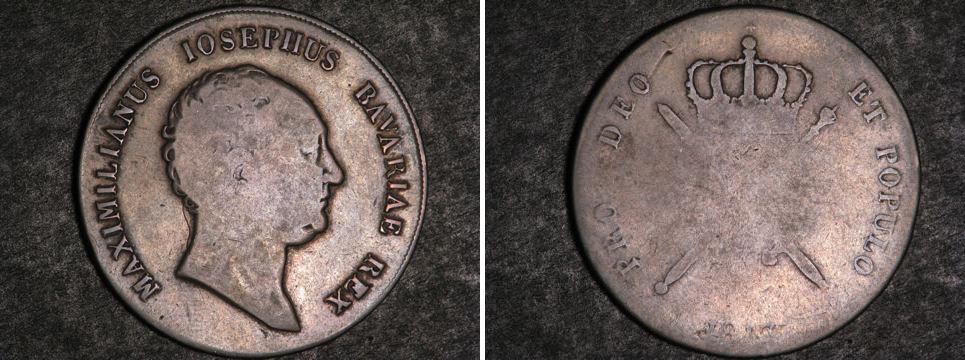 MAXIMILIANUS IOSEPHUS BAVARIAE REX
PRO DEO ET POPULO